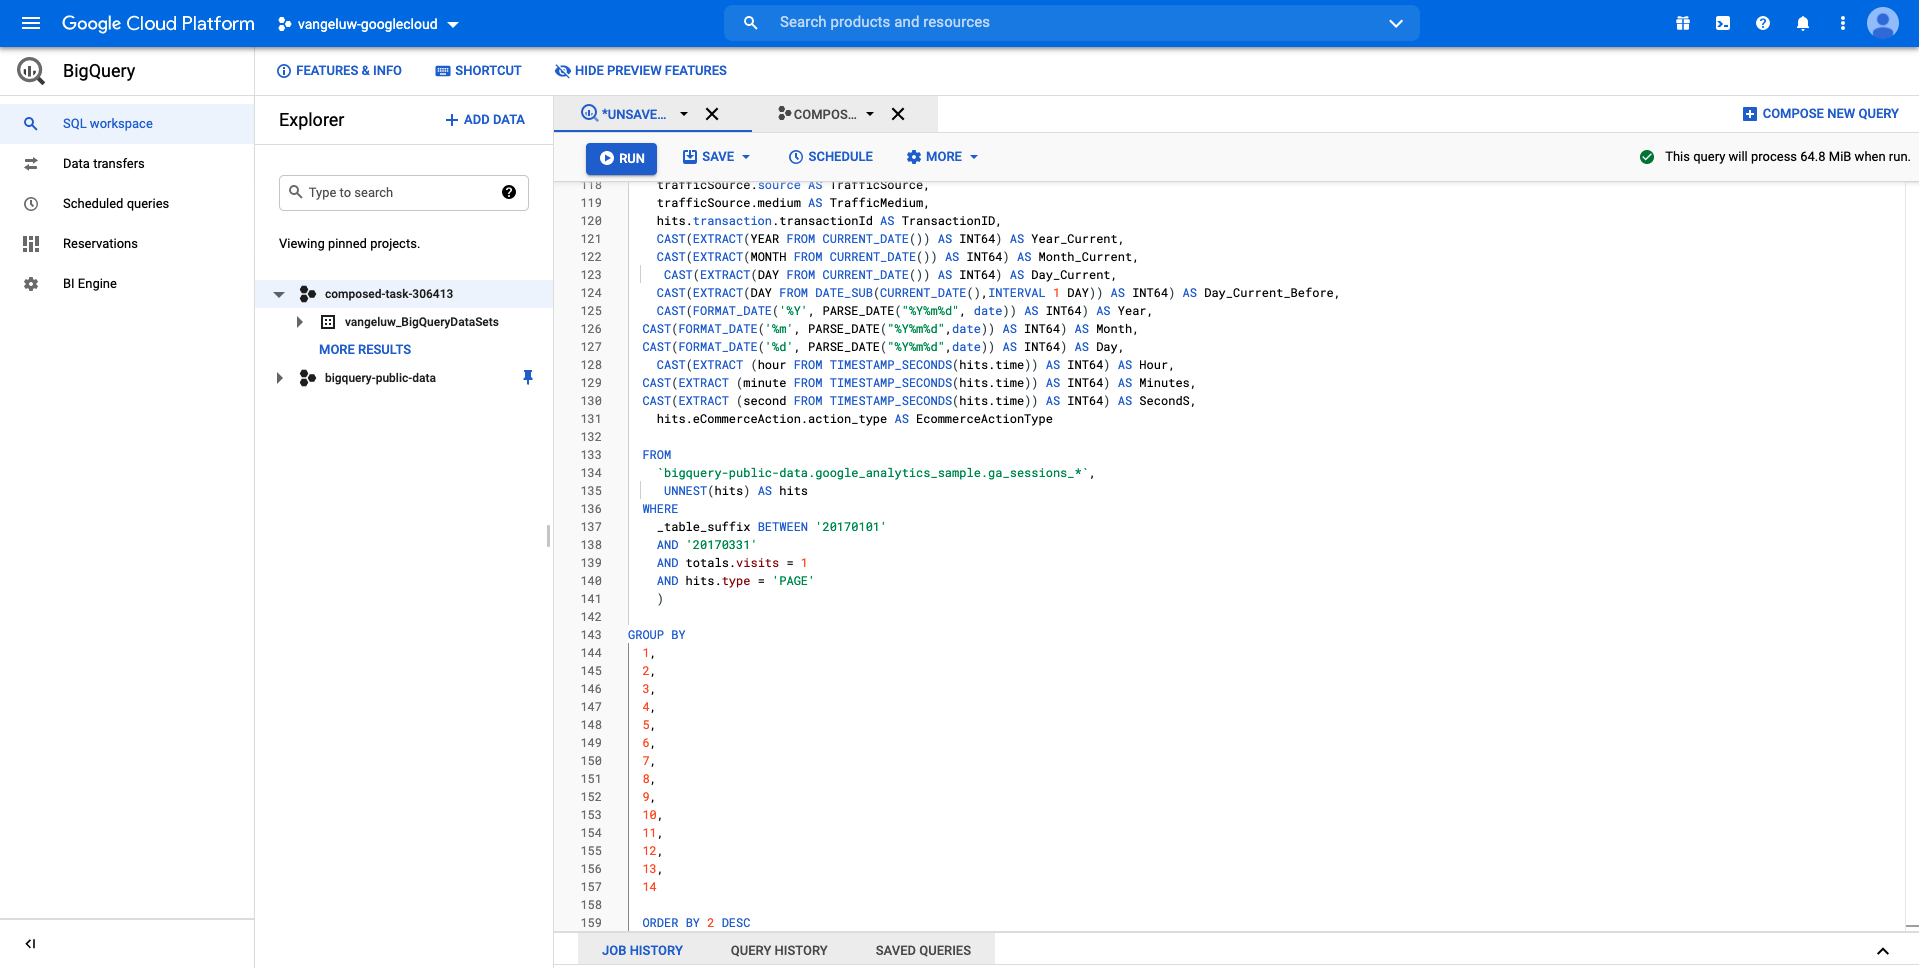 Google Cloud Platform
vangeluw-googlecloud
Search products and resources
BigQuery
FEATURES & INFO
SHORTCUT
HIDE PREVIEW FEATURES
SQL workspace
Data transfers
Scheduled queries
Reservations
BI Engine
Explorer
ADD DATA
Type to search
Viewing pinned projects.
composed-task-306413
vangeluw_BigQueryDataSets
MORE RESULTS
bigquery-public-data
*UNSAVE...
COMPOS...
COMPOSE NEW QUERY
RUN
SAVE
SCHEDULE
MORE
This query will process 64.8 MiB when run.
118 trafficSource.source AS TrafficSource,
119 trafficSource.medium AS TrafficMedium,
120 hits.transaction.transactionId AS TransactionID,
121 CAST(EXTRACT(YEAR FROM CURRENT_DATE()) AS INT64) AS Year_Current,
122 CAST(EXTRACT(MONTH FROM CURRENT_DATE()) AS INT64) AS Month_Current,
123 CAST(EXTRACT(DAY FROM CURRENT_DATE()) AS INT64) AS Day_Current,
124 CAST(EXTRACT(DAY FROM DATE_SUB(CURRENT_DATE(),INTERVAL 1 DAY)) AS INT64) AS Day_Current_Before,
125 CAST(FORMAT_DATE('%Y', PARSE_DATE("%Y%m%d", date)) AS INT64) AS Year,
126 CAST(FORMAT_DATE('%m', PARSE_DATE("%Y%m%d",date)) AS INT64) AS Month,
127 CAST(FORMAT_DATE('%d', PARSE_DATE("%Y%m%d",date)) AS INT64) AS Day,
128 CAST(EXTRACT (hour FROM TIMESTAMP_SECONDS(hits.time)) AS INT64) AS Hour,
129 CAST(EXTRACT (minute FROM TIMESTAMP_SECONDS(hits.time)) AS INT64) AS Minutes,
130 CAST(EXTRACT (second FROM TIMESTAMP_SECONDS(hits.time)) AS INT64) AS SecondS,
131 hits.eCommerceAction.action_type AS EcommerceActionType
132
133 FROM
134 `bigquery-public-data.google_analytics_sample.ga_sessions_*`,
135 UNNEST(hits) AS hits
136 WHERE
137 _table_suffix BETWEEN '20170101'
138 AND '20170331'
139 AND totals.visits = 1
140 AND hits.type = 'PAGE'
141 )
142
143 GROUP BY
144 1,
145 2,
146 3,
147 4,
148 5,
149 6,
150 7,
151 8,
152 9,
153 10,
154 11,
155 12,
156 13,
157 14
158
159 ORDER BY 2 DESC
JOB HISTORY
QUERY HISTORY
SAVED QUERIES